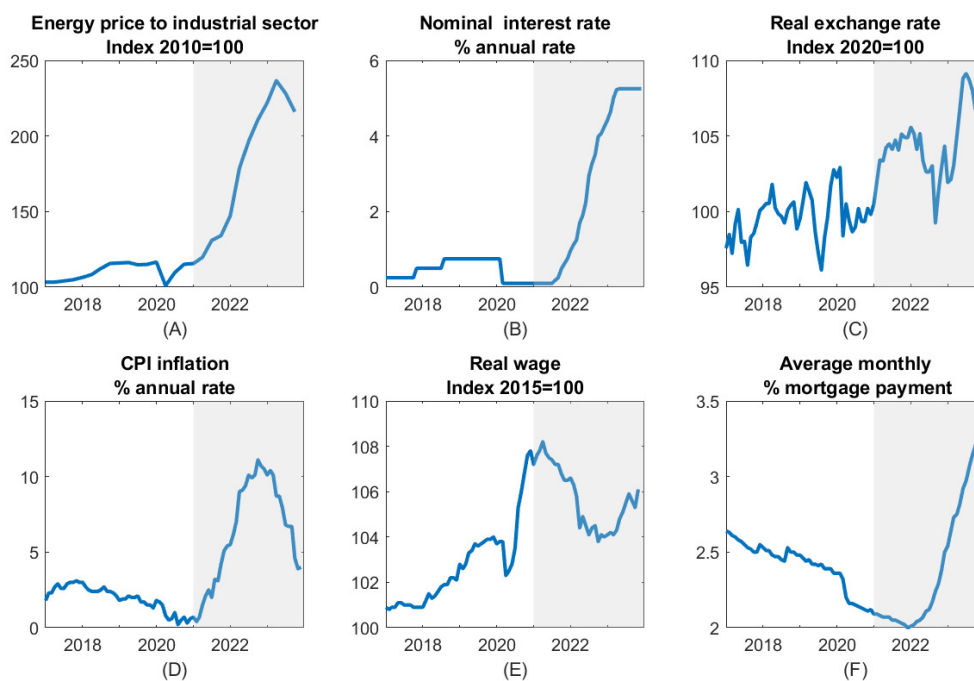 Energy price to industrial sector
Index 2010=100
250
200
150
100
2018
2020
2022
(A)
Nominal interest rate
% annual rate
6
4
2
0
2018
2020
2022
(B)
Real exchange rate
Index 2020=100
110
105
100
95
2018
2020
2022
(C)
CPI inflation
% annual rate
15
10
5
0
2018
2020
2022
(D)
Real wage
Index 2015=100
110
108
106
104
102
100
2018
2020
2022
(E)
Average monthly
% mortgage payment
3.5
3
2.5
2
2018
2020
2022
(F)